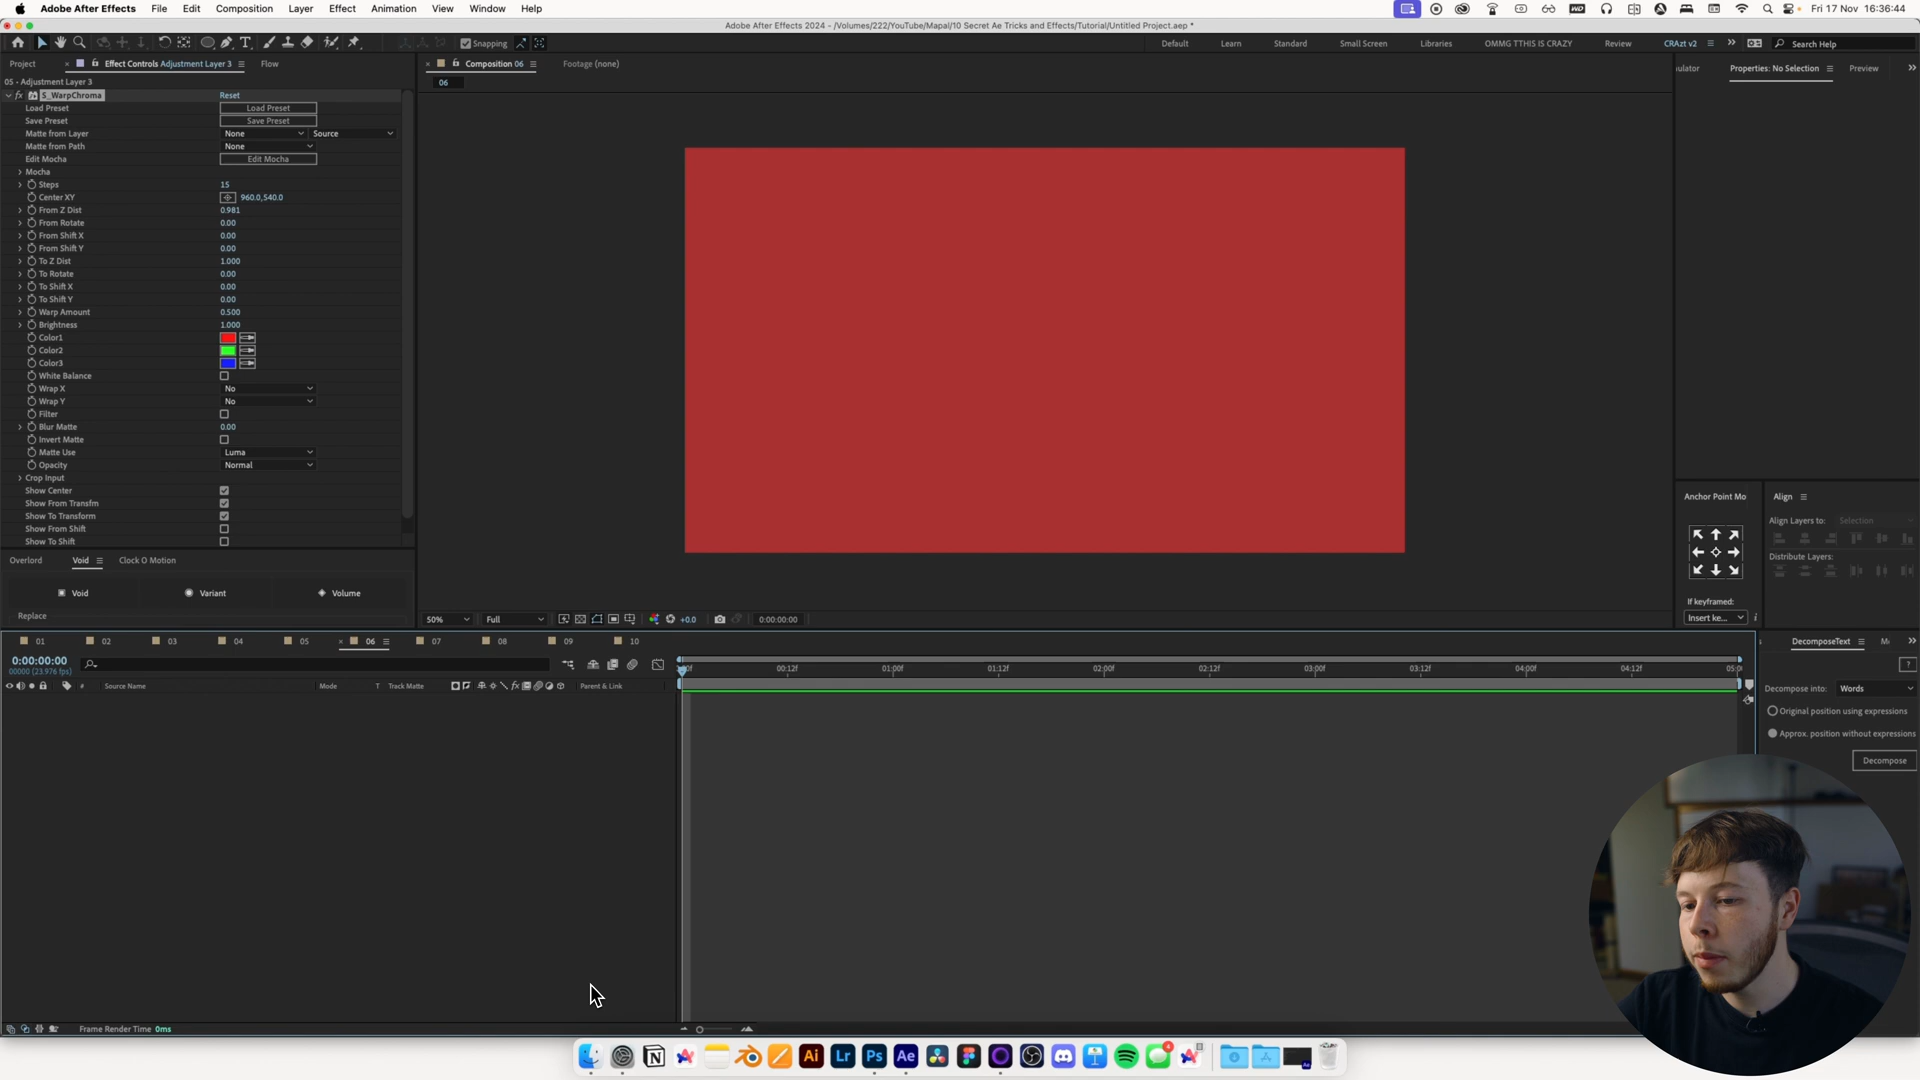 After Effects File Edit Composition Layer Effect Animation View Window Help Fri 17 Nov 16:36:44
Adobe After Effects 2024 - /Volumes/222/YouTube/Mapal/10 Secret Ae Tricks and Effects/Tutorial/Untitled Project.aep *
Snapping Default Learn Standard Small Screen Libraries OMMG TTHIS IS CRAZY Review CRAzt v2 Search Help
Project Effect Controls Adjustment Layer 3 Flow Composition 06 Footage (none) Properties: No Selection Preview
05 - Adjustment Layer 3 06
fx S_WarpChroma Reset
Load Preset Load Preset
Save Preset Save Preset
Matte from Layer None Source
Matte from Path None
Edit Mocha Edit Mocha
Mocha
Steps 15
Center XY 960.0,540.0
From Z Dist 0.981
From Rotate 0.00
From Shift X 0.00
From Shift Y 0.00
To Z Dist 1.000
To Rotate 0.00
To Shift X 0.00
To Shift Y 0.00
Warp Amount 0.500
Brightness 1.000
Color1
Color2
Color3
White Balance
Wrap X No
Wrap Y No
Filter
Blur Matte 0.00
Invert Matte
Matte Use Luma
Opacity Normal
Crop Input
Show Center
Show From Transfm
Show To Transform
Show From Shift
Show To Shift
Anchor Point Mo Align
Align Layers to: Selection
Distribute Layers:
If keyframed:
Insert ke...
Overlord Void Clock O Motion
Void Variant Volume
Replace
50% Full +0.0 0:00:00:00
01 02 03 04 05 06 07 08 09 10
0:00:00:00
00000 (23.976 fps)
00:12f 01:00f 01:12f 02:00f 02:12f 03:00f 03:12f 04:00f 04:12f
# Source Name Mode T Track Matte Parent & Link
DecomposeText
Decompose into: Words
Original position using expressions
Approx. position without expressions
Decompose
Frame Render Time 0ms
Ai Lr Ps Ae
4